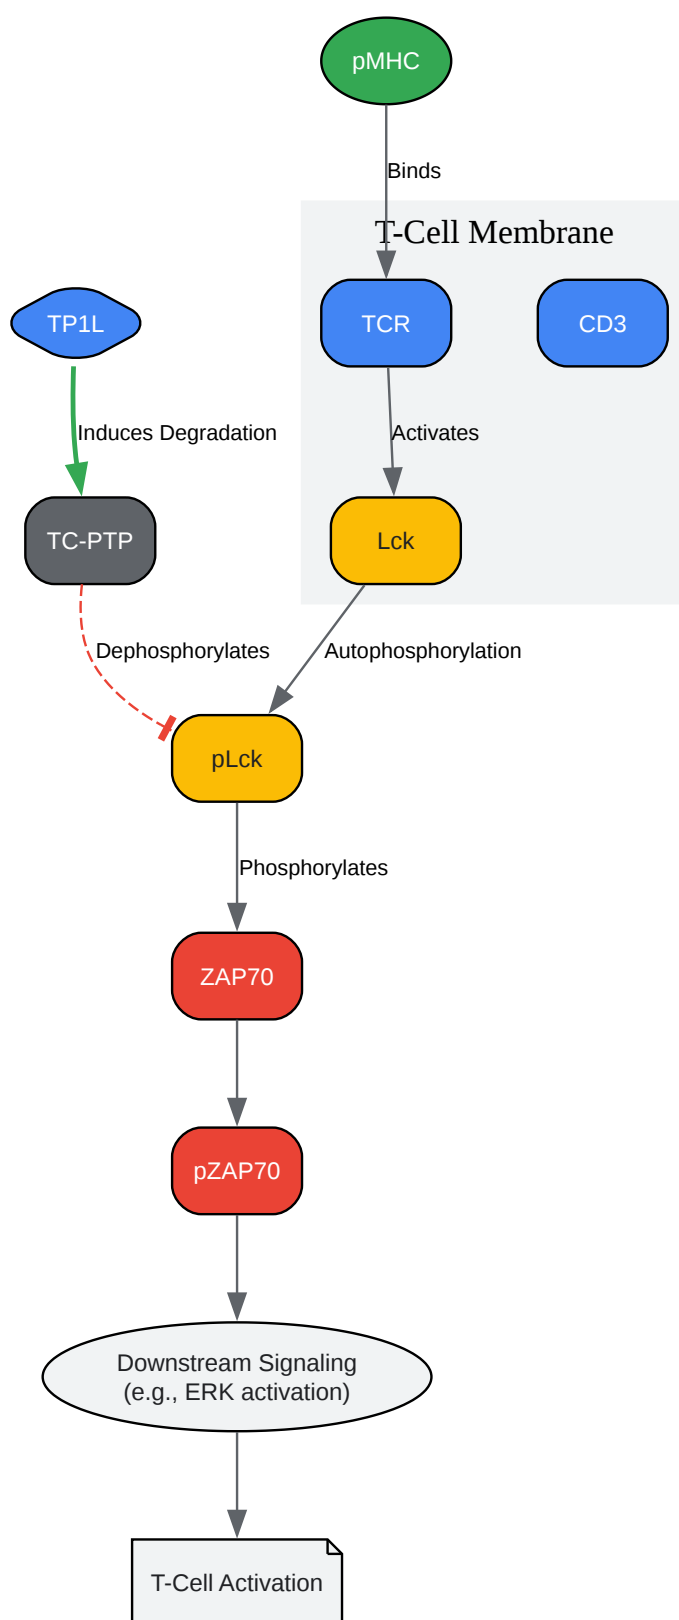 pMHC
Binds
T-Cell Membrane
TP1L
TCR
CD3
Induces Degradation
Activates
TC-PTP
Lck
Dephosphorylates
Autophosphorylation
pLck
Phosphorylates
ZAP70
pZAP70
Downstream Signaling
(e.g., ERK activation)
T-Cell Activation